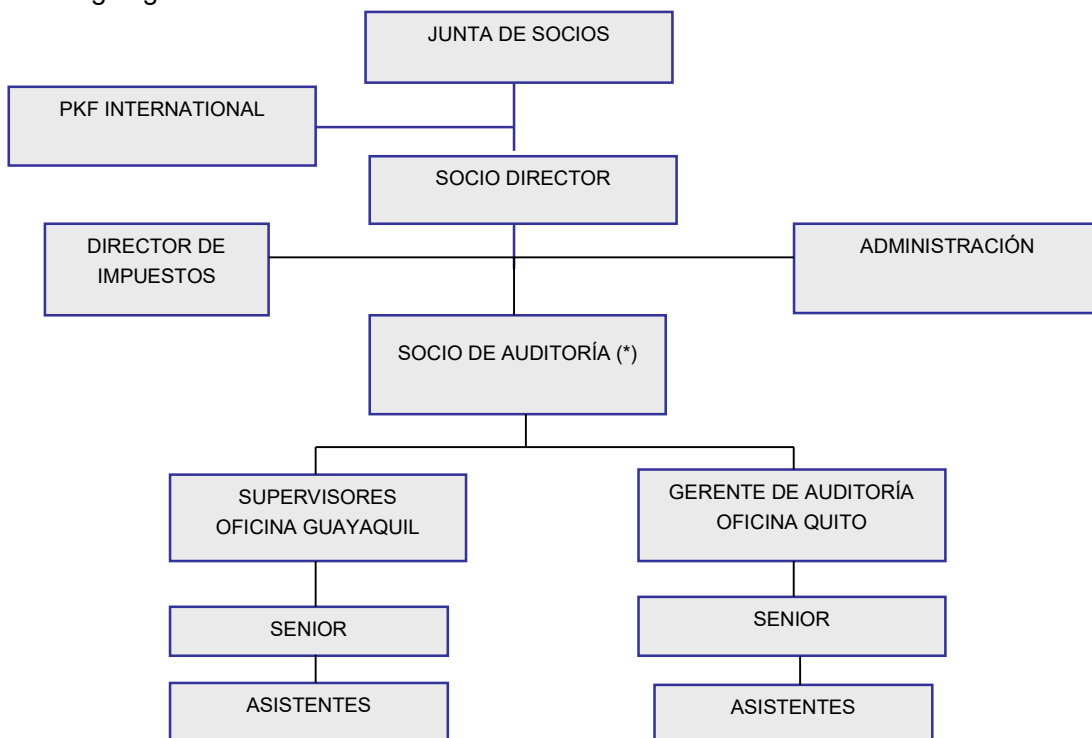 JUNTA DE SOCIOS
PKF INTERNATIONAL
SOCIO DIRECTOR
DIRECTOR DE
IMPUESTOS
ADMINISTRACIÓN
SOCIO DE AUDITORÍA (*)
SUPERVISORES
OFICINA GUAYAQUIL
GERENTE DE AUDITORÍA
OFICINA QUITO
SENIOR
SENIOR
ASISTENTES
ASISTENTES